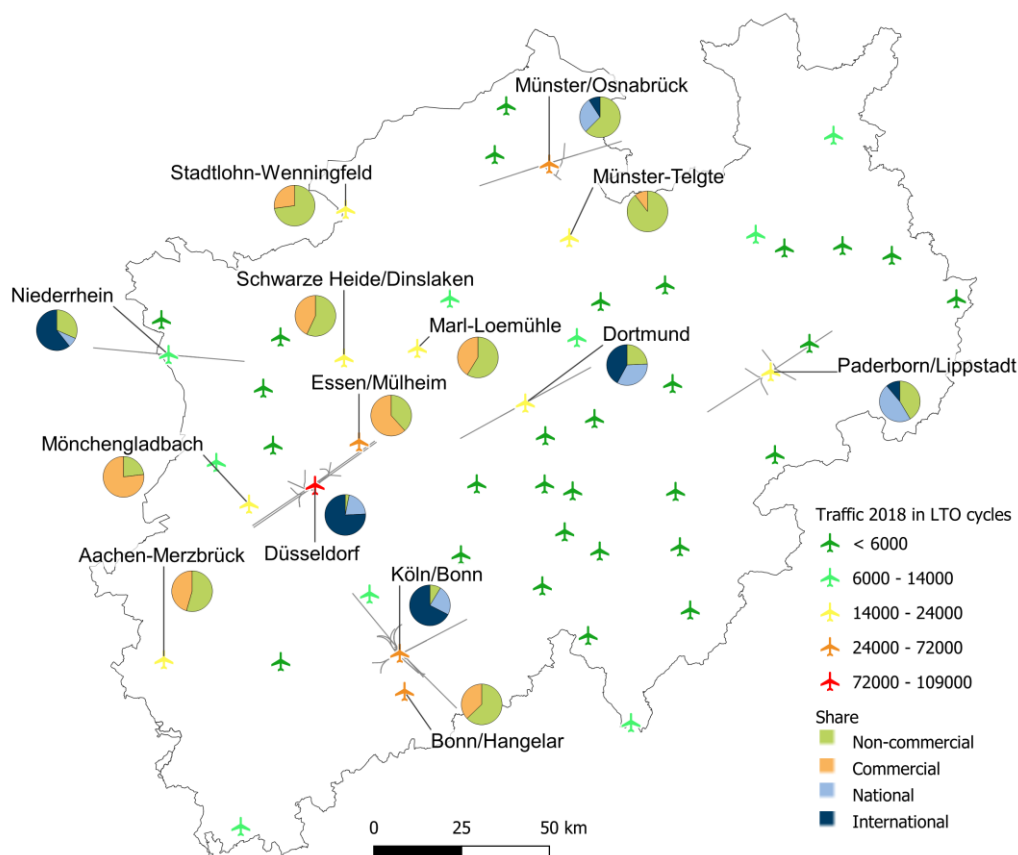 Münster/Osnabrück
Stadtlohn-Wenningfeld
Münster-Telgte
Schwarze Heide/Dinslaken
Niederrhein
Marl-Loemühle
Dortmund
Paderborn/Lippstadt
Essen/Mülheim
Mönchengladbach
Düsseldorf
Aachen-Merzbrück
Köln/Bonn
Bonn/Hangelar
Traffic 2018 in LTO cycles
< 6000
6000 - 14000
14000 - 24000
24000 - 72000
72000 - 109000
Share
Non-commercial
Commercial
National
International
0 25 50 km